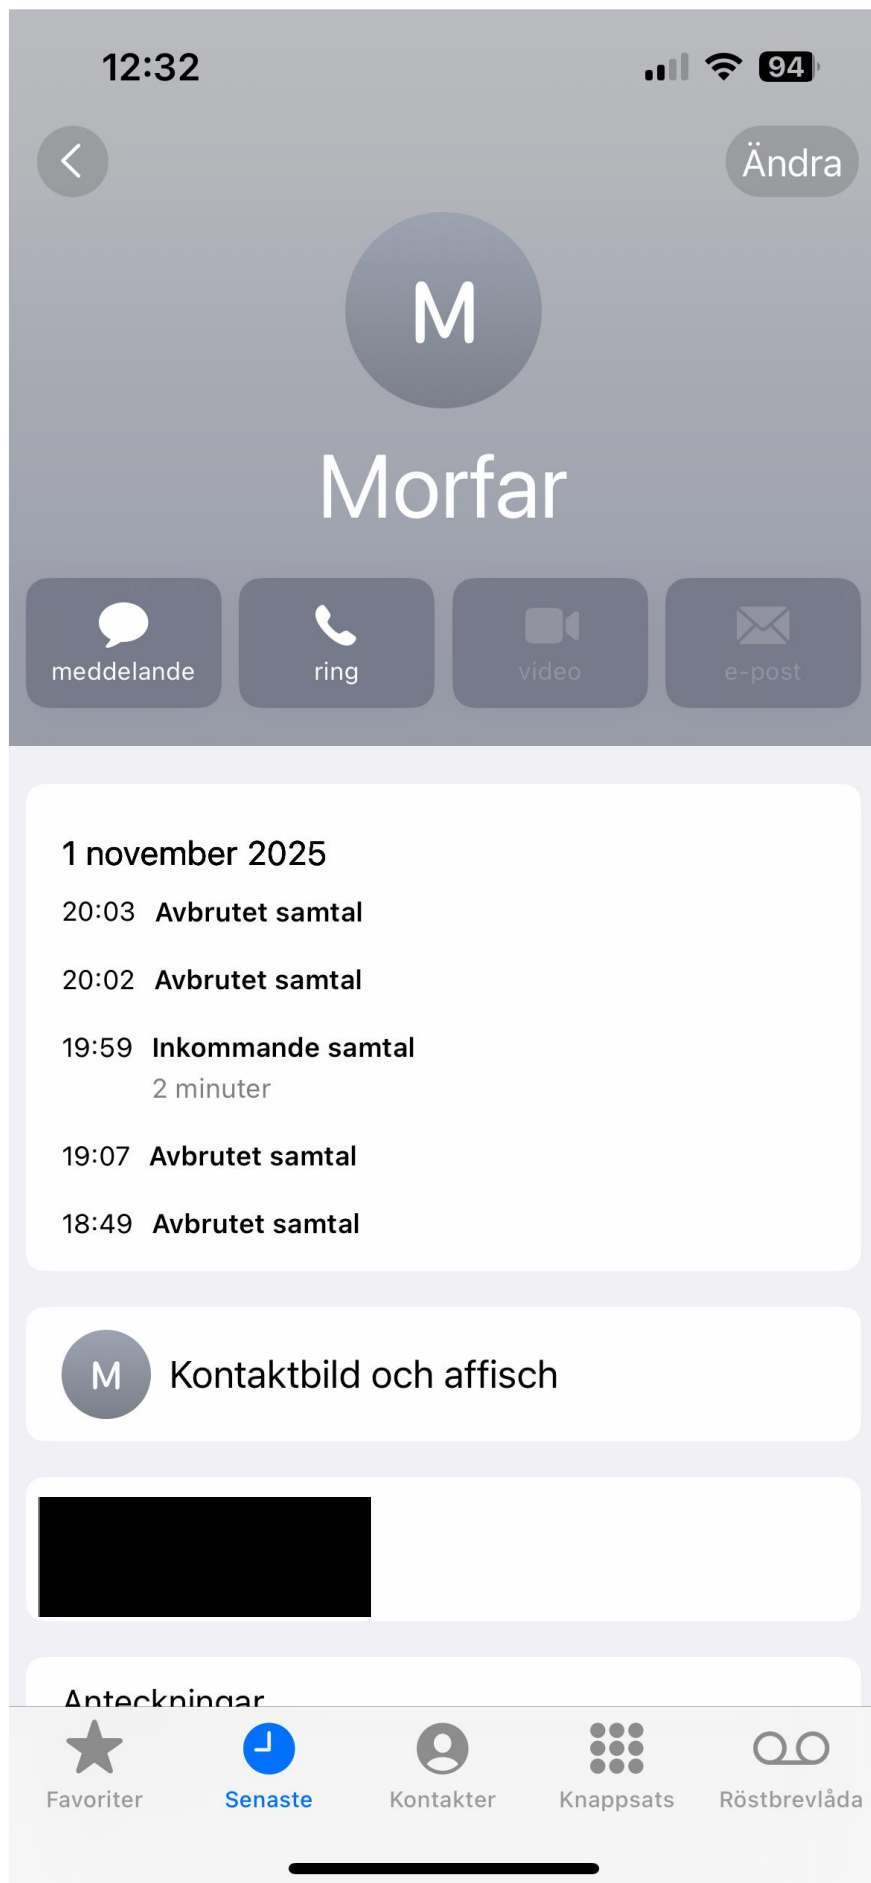 12:32
94
Ändra
M
Morfar
meddelande
ring
video
e-post
1 november 2025
20:03 Avbrutet samtal
20:02 Avbrutet samtal
19:59 Inkommande samtal
2 minuter
19:07 Avbrutet samtal
18:49 Avbrutet samtal
M Kontaktbild och affisch
Anteckningar
Favoriter
Senaste
Kontakter
Knappsats
Röstbrevlåda